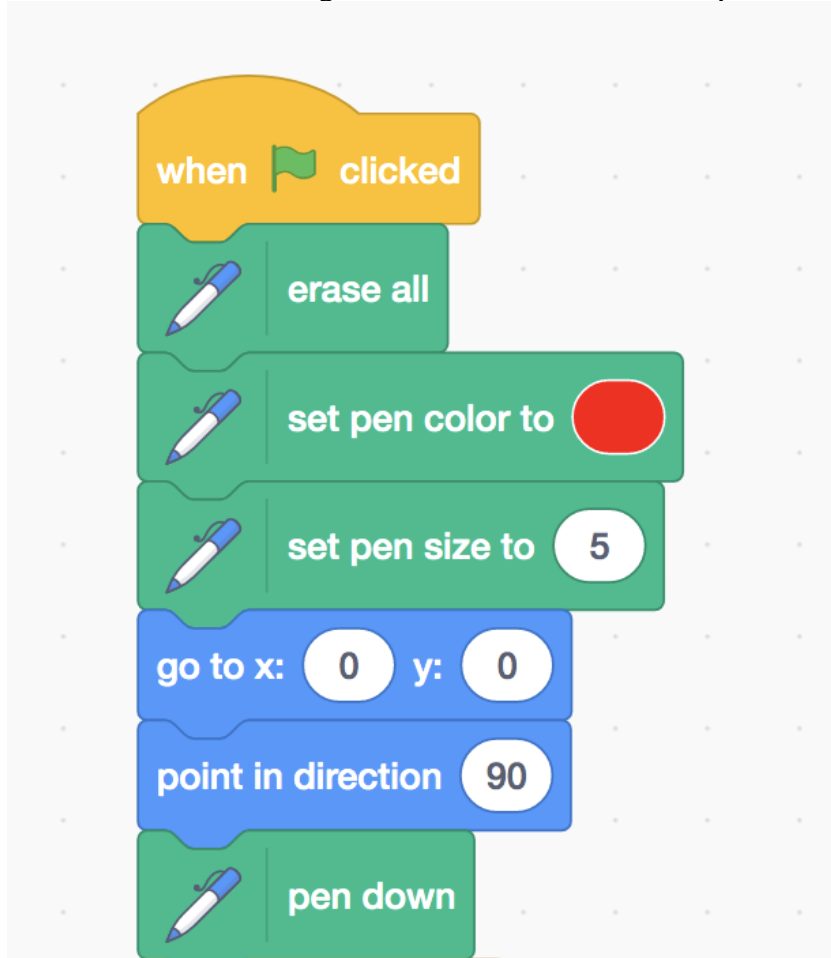 when clicked
erase all
set pen color to
set pen size to 5
go to x: 0 y: 0
point in direction 90
pen down